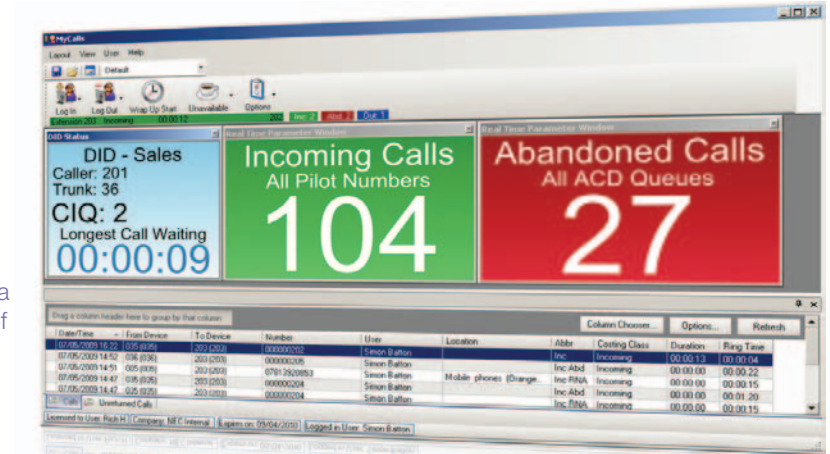 MyCalls
Layout View User Help
Default
Log In Log Out Wrap Up Start Unavailable Options
Extension 203 Incoming 00:00:12 202 Inc: 2 Abd: 2 Out: 1
DID Status
DID - Sales
Caller: 201
Trunk: 36
CIQ: 2
Longest Call Waiting
00:00:09
Real Time Parameter Window
Incoming Calls
All Pilot Numbers
104
Real Time Parameter Window
Abandoned Calls
All ACD Queues
27
a
f
Drag a column header here to group by that column
Column Chooser... Options... Refresh
Date/Time From Device To Device Number User Location Abbr Costing Class Duration Ring Time
07/05/2009 16:22 035 (035) 203 (203) 000000202 Simon Batton Inc Incoming 00:00:13 00:00:04
07/05/2009 14:52 036 (036) 203 (203) 000000205 Simon Batton Inc Abd Incoming 00:00:00 00:00:22
07/05/2009 14:51 005 (005) 203 (203) 07813920853 Simon Batton Mobile phones (Orange... Inc RNA Incoming 00:00:00 00:00:15
07/05/2009 14:47 035 (035) 203 (203) 000000204 Simon Batton Inc Abd Incoming 00:00:00 00:01:20
07/05/2009 14:47 035 (035) 203 (203) 000000204 Simon Batton Inc RNA Incoming 00:00:00 00:00:15
Calls Unreturned Calls
Licensed to User: Rich H Company: NEC Internal Expires on: 09/04/2010 Logged in User: Simon Batton